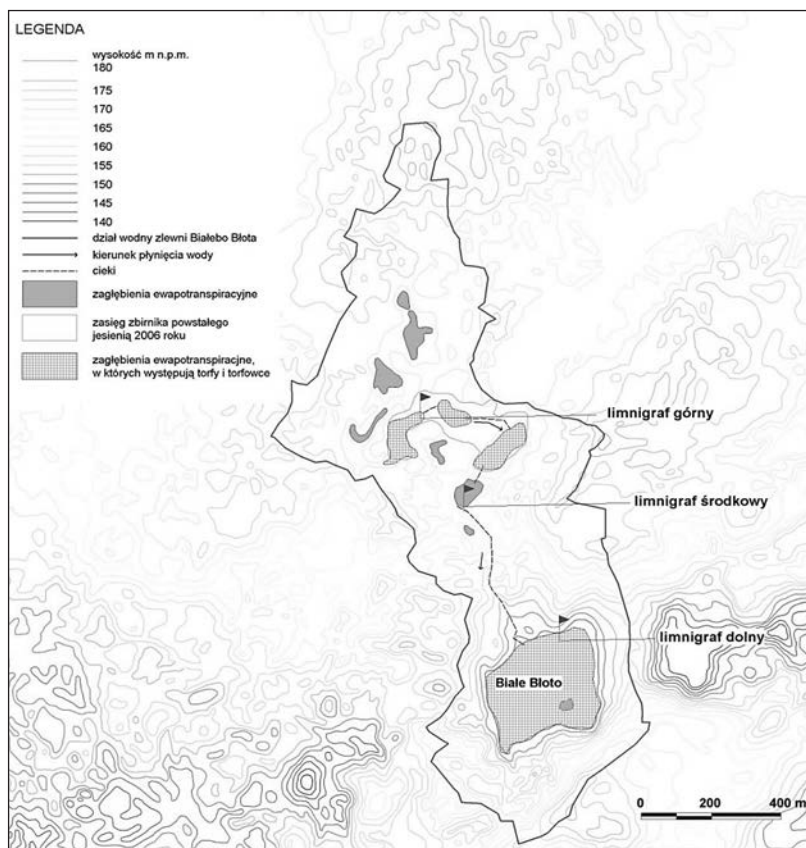 LEGENDA
wysokość m n.p.m.
180
175
170
165
160
155
150
145
140
dział wodny zlewni Białebo Błota
kierunek płynięcia wody
cieki
zagłębienia ewapotranspiracyjne
zasięg zbirnika powstałego
jesienią 2006 roku
zagłębienia ewapotranspiracjne,
w których występują torfy i torfowce
limnigraf górny
limnigraf środkowy
limnigraf dolny
Białe Błoto
0 200 400 m